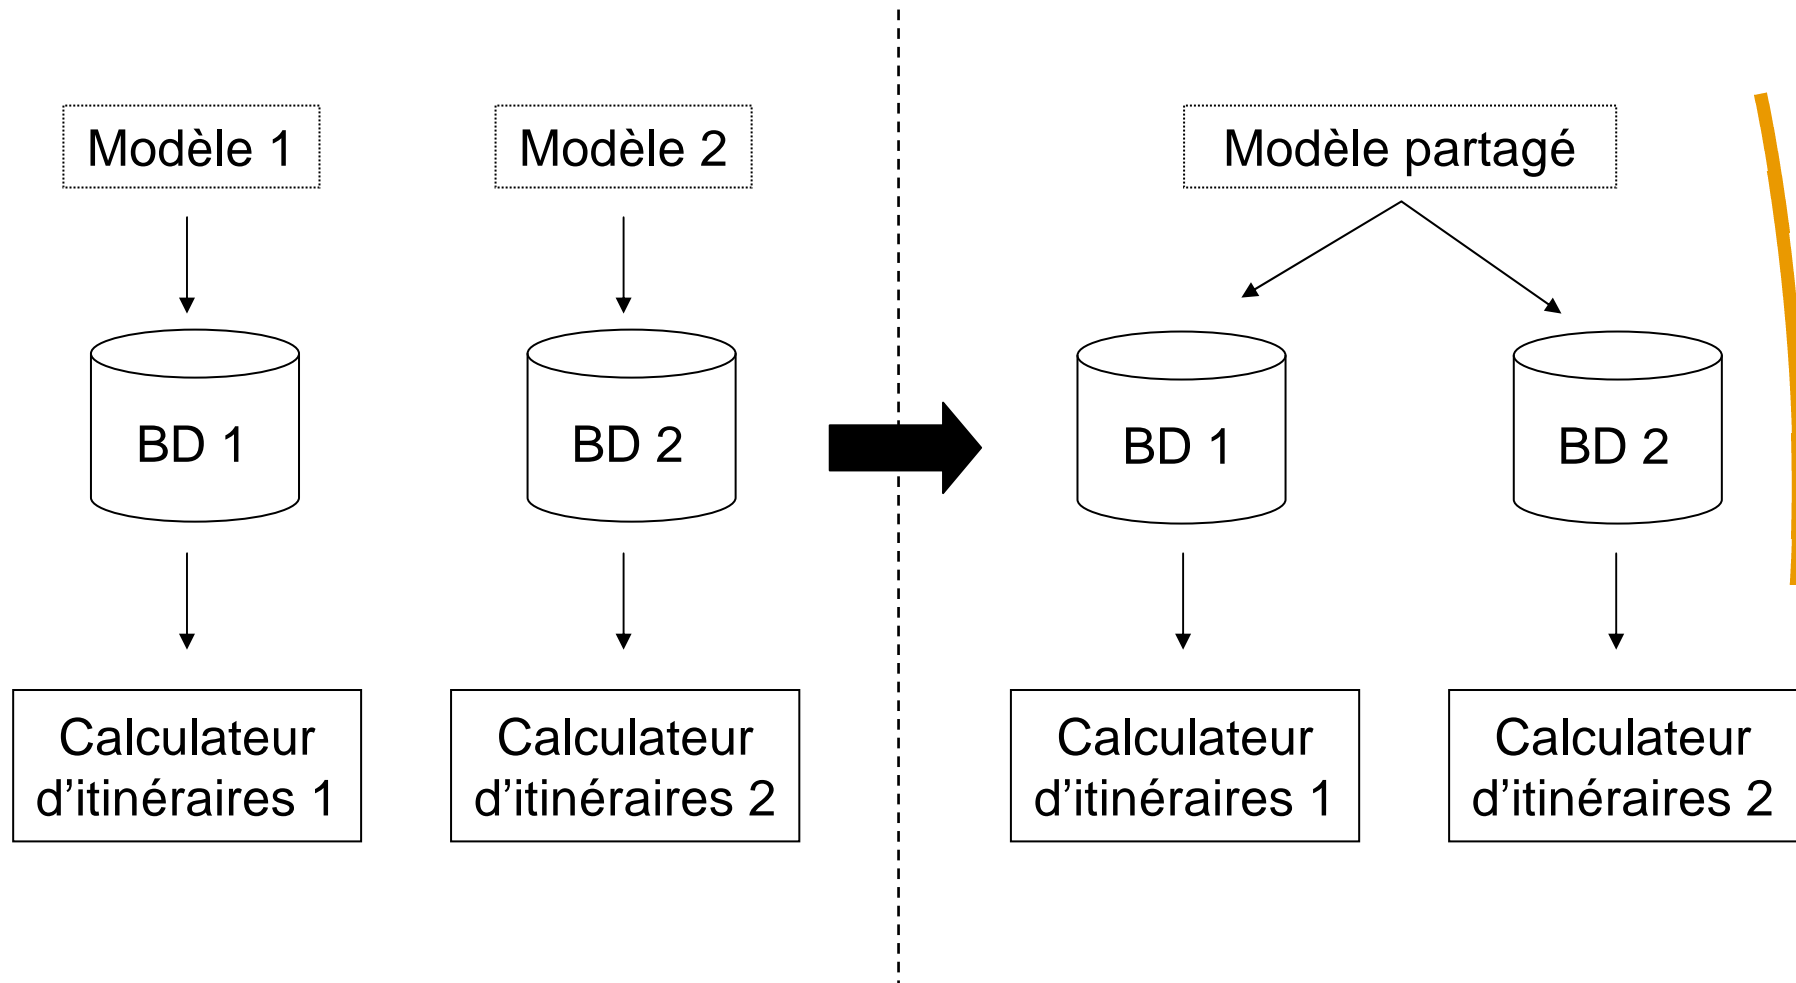 Modèle 1
Modèle 2
BD 1
BD 2
Calculateur
d’itinéraires 1
Calculateur
d’itinéraires 2
Modèle partagé
BD 1
BD 2
Calculateur
d’itinéraires 1
Calculateur
d’itinéraires 2